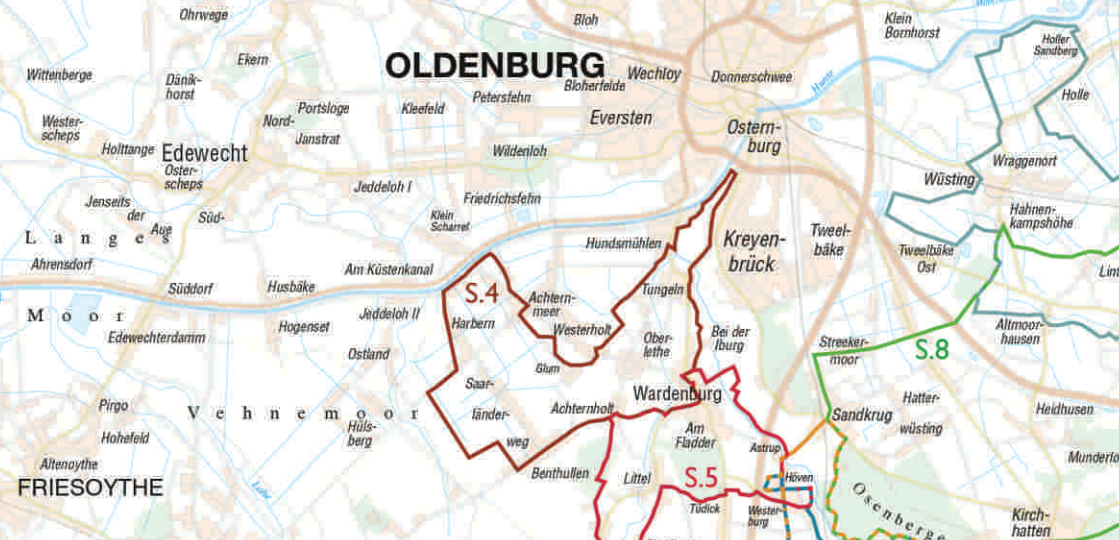 Ohrwege
Bloh
Klein
Bornhorst
Holler
Sandberg
Ekern
OLDENBURG
Wechloy
Donnerschwee
Wittenberge
Dänik-
horst
Bloherfelde
Hunte
Holle
Petersfehn
Portsloge
Kleefeld
Eversten
Wester-
scheps
Nord-
Janstrat
Ostern-
burg
Holttange
Edewecht
Wildenloh
Wraggenort
Oster-
scheps
Wüsting
Jeddeloh I
Friedrichsfehn
Jenseits
der
Aue
Süd-
Klein
Scharrel
Hahnen-
kampshöhe
Langes
Hundsmühlen
Kreyen-
brück
Tweel-
bäke
Tweelbäke
Ost
Ahrensdorf
Am Küstenkanal
Süddorf
Husbäke
S.4
Achtern-
meer
Tungeln
Moor
Jeddeloh II
Harbern
Westerholt
Altmoor-
hausen
Edewechterdamm
Hogenset
Ober-
lethe
Bei der
Iburg
Streeker-
moor
S.8
Ostland
Glum
Saar-
länder-
weg
Wardenburg
Pirgo
Vehnemoor
Achternholt
Sandkrug
Hatter-
wüsting
Heidhusen
Hohefeld
Hüls-
berg
Am
Fladder
Astrup
Altenoythe
FRIESOYTHE
Lahe
Benthullen
Littel
S.5
Höven
Munderlo
Osenberge
Tüdick
Wester-
burg
Kirch-
hatten